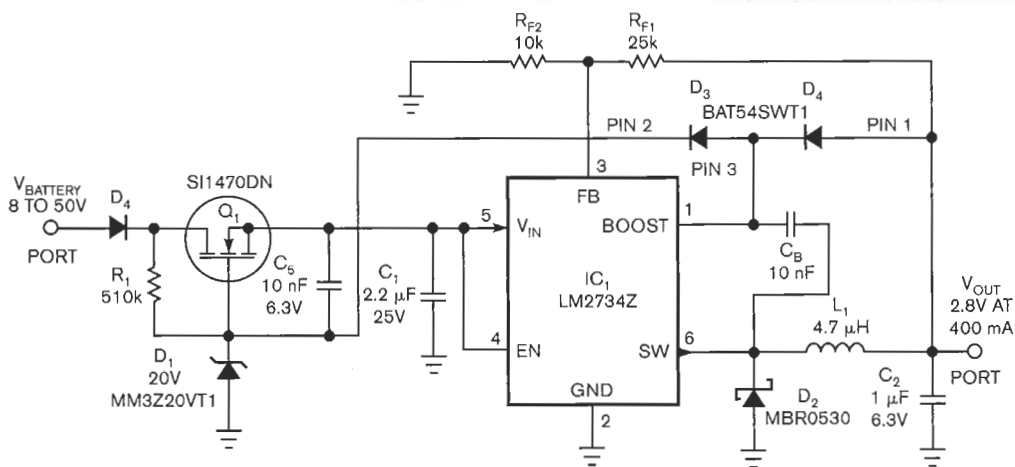 R_F2
10k
R_F1
25k
D3
D4
BAT54SWT1
PIN 2
PIN 1
PIN 3
VBATTERY
8 TO 50V
PORT
D4
SI1470DN
Q1
R1
510k
C5
10 nF
6.3V
C1
2.2 µF
25V
D1
20V
MM3Z20VT1
3
FB
5
VIN
BOOST
1
IC1
LM2734Z
4
EN
SW
6
GND
2
CB
10 nF
L1
4.7 µH
D2
MBR0530
VOUT
2.8V AT
400 mA
PORT
C2
1 µF
6.3V